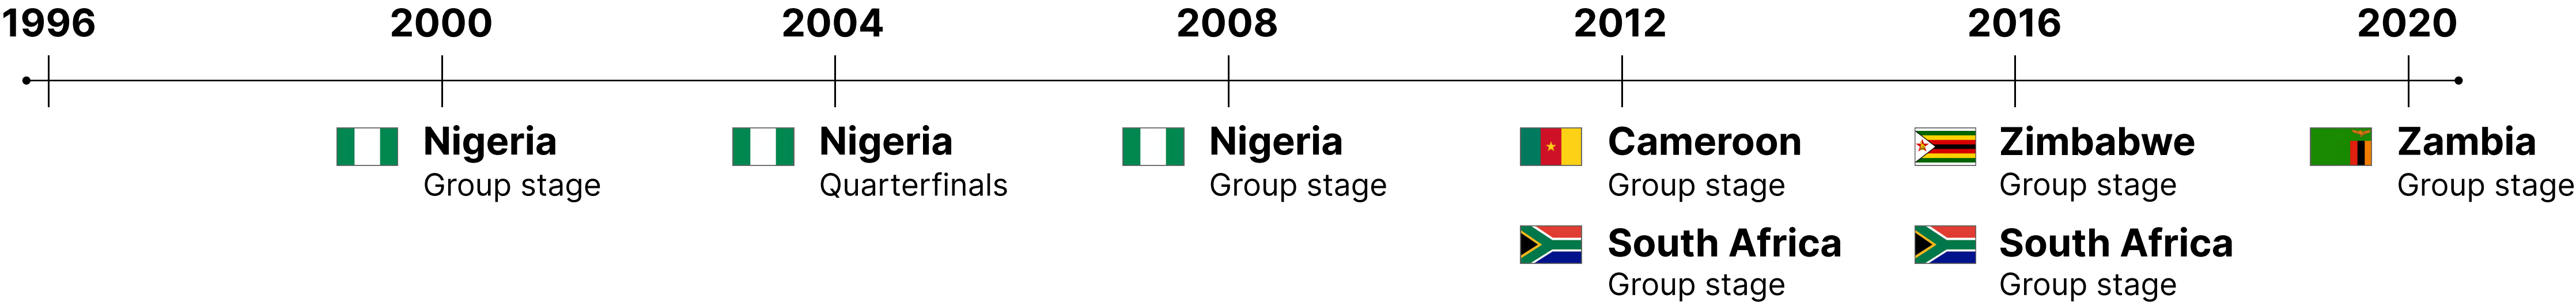 1996
2000
2004
2008
2012
2016
2020
Nigeria
Group stage
Nigeria
Quarterfinals
Nigeria
Group stage
Cameroon
Group stage
South Africa
Group stage
Zimbabwe
Group stage
South Africa
Group stage
Zambia
Group stage